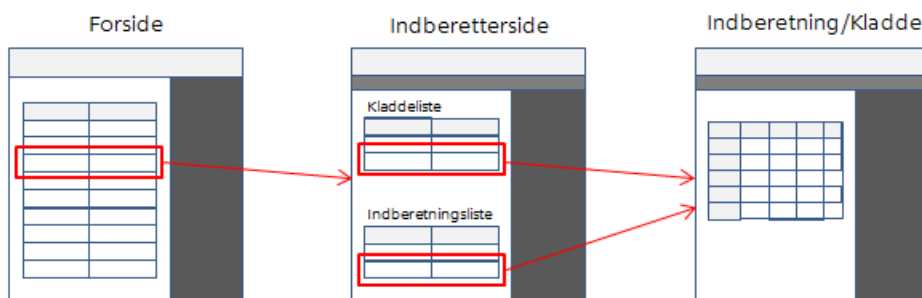 Forside
Indberetterside
Indberetning/Kladde
Kladdeliste
Indberetningsliste